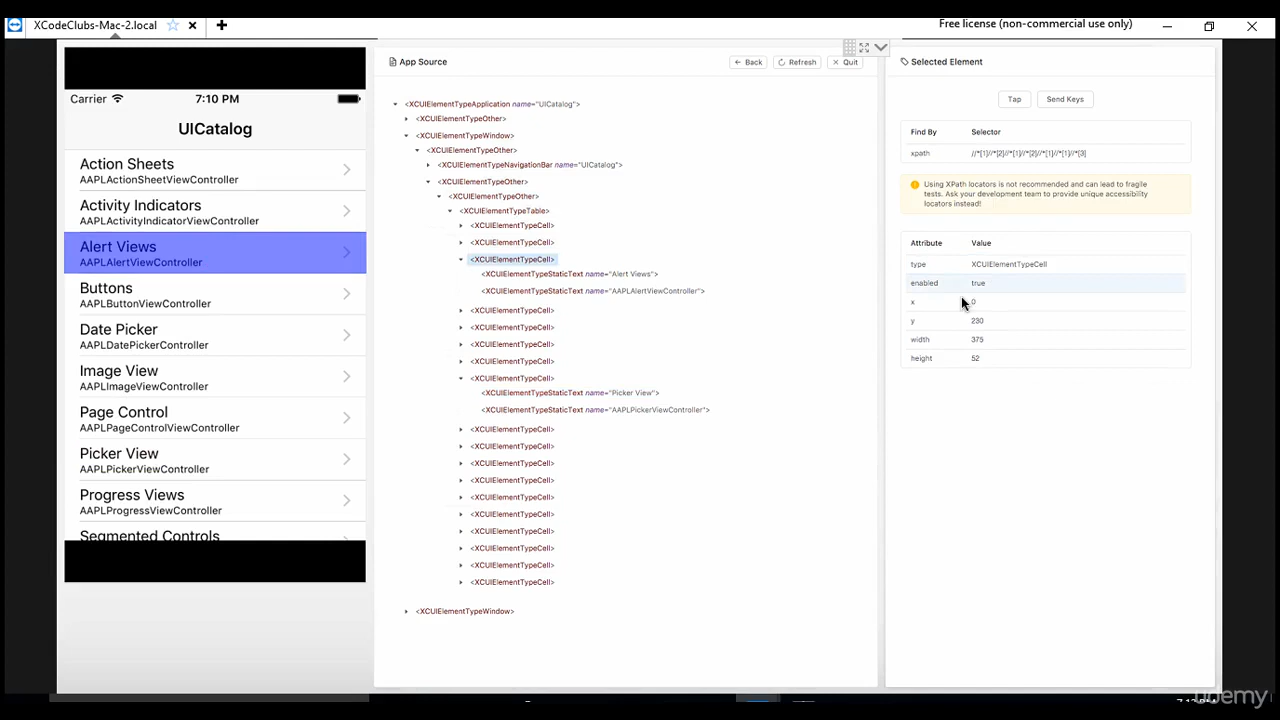 XCodeClubs-Mac-2.local
Free license (non-commercial use only)
Carrier 7:10 PM
UICatalog
Action Sheets
AAPLActionSheetViewController
Activity Indicators
AAPLActivityIndicatorViewController
Alert Views
AAPLAlertViewController
Buttons
AAPLButtonViewController
Date Picker
AAPLDatePickerController
Image View
AAPLImageViewController
Page Control
AAPLPageControlViewController
Picker View
AAPLPickerViewController
Progress Views
AAPLProgressViewController
Segmented Controls
App Source
Back Refresh Quit
<XCUIElementTypeApplication name="UICatalog">
<XCUIElementTypeOther>
<XCUIElementTypeWindow>
<XCUIElementTypeOther>
<XCUIElementTypeNavigationBar name="UICatalog">
<XCUIElementTypeOther>
<XCUIElementTypeOther>
<XCUIElementTypeTable>
<XCUIElementTypeCell>
<XCUIElementTypeCell>
<XCUIElementTypeCell>
<XCUIElementTypeStaticText name="Alert Views">
<XCUIElementTypeStaticText name="AAPLAlertViewController">
<XCUIElementTypeCell>
<XCUIElementTypeCell>
<XCUIElementTypeCell>
<XCUIElementTypeCell>
<XCUIElementTypeCell>
<XCUIElementTypeStaticText name="Picker View">
<XCUIElementTypeStaticText name="AAPLPickerViewController">
<XCUIElementTypeCell>
<XCUIElementTypeCell>
<XCUIElementTypeCell>
<XCUIElementTypeCell>
<XCUIElementTypeCell>
<XCUIElementTypeCell>
<XCUIElementTypeCell>
<XCUIElementTypeCell>
<XCUIElementTypeCell>
<XCUIElementTypeCell>
<XCUIElementTypeWindow>
Selected Element
Tap Send Keys
Find By Selector
xpath //*[1]//*[2]//*[1]//*[2]//*[1]//*[1]//*[3]
Using XPath locators is not recommended and can lead to fragile
tests. Ask your development team to provide unique accessibility
locators instead!
Attribute Value
type XCUIElementTypeCell
enabled true
x 0
y 230
width 375
height 52
udemy